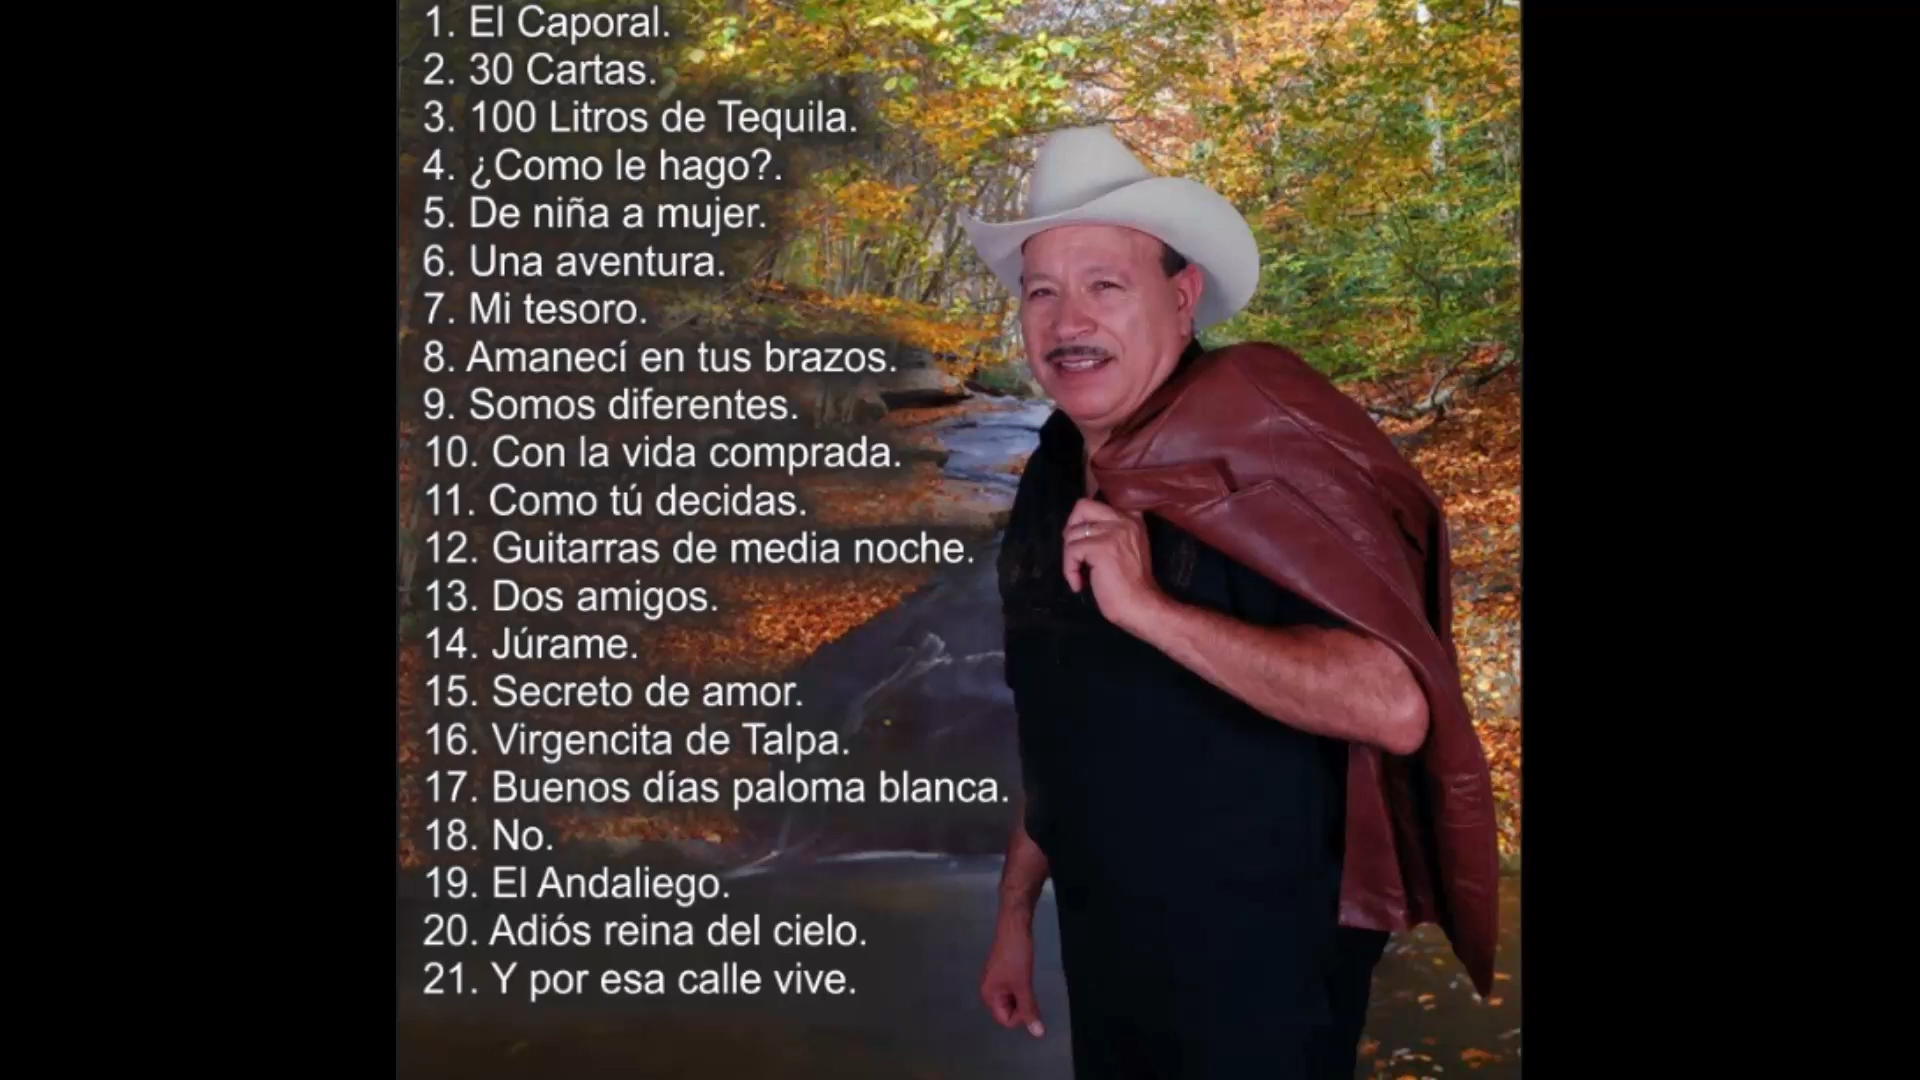 1. El Caporal.
2. 30 Cartas.
3. 100 Litros de Tequila.
4. ¿Como le hago?.
5. De niña a mujer.
6. Una aventura.
7. Mi tesoro.
8. Amanecí en tus brazos.
9. Somos diferentes.
10. Con la vida comprada.
11. Como tú decidas.
12. Guitarras de media noche.
13. Dos amigos.
14. Júrame.
15. Secreto de amor.
16. Virgencita de Talpa.
17. Buenos días paloma blanca.
18. No.
19. El Andaliego.
20. Adiós reina del cielo.
21. Y por esa calle vive.